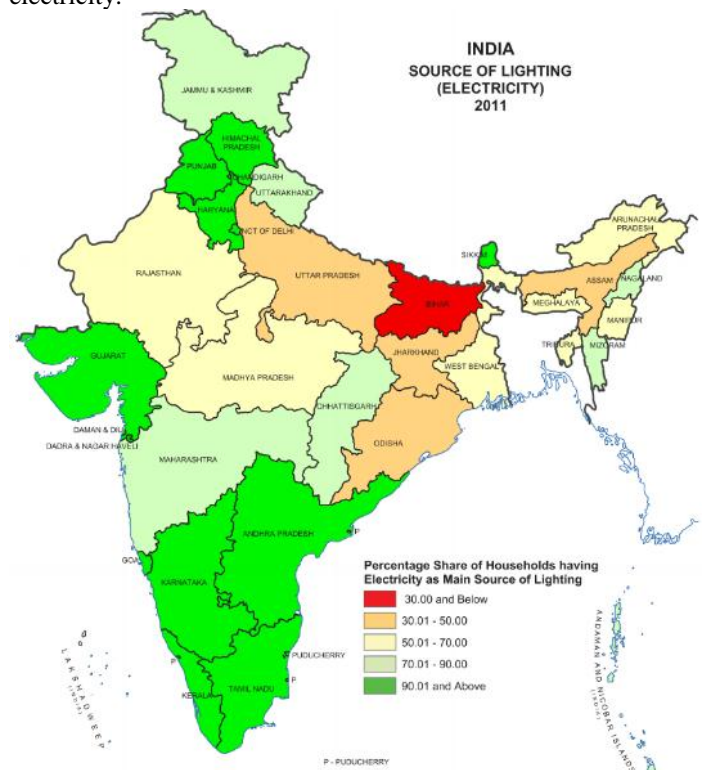 electricity.
INDIA
SOURCE OF LIGHTING
(ELECTRICITY)
2011
JAMMU & KASHMIR
HIMACHAL
PRADESH
PUNJAB
CHANDIGARH
UTTARAKHAND
HARYANA
NCT OF DELHI
ARUNACHAL
PRADESH
SIKKIM
RAJASTHAN
UTTAR PRADESH
ASSAM
NAGALAND
BIHAR
MEGHALAYA
MANIPUR
JHARKHAND
TRIPURA
MIZORAM
GUJARAT
WEST BENGAL
MADHYA PRADESH
CHHATTISGARH
DAMAN & DIU
DADRA & NAGAR HAVELI
ODISHA
MAHARASHTRA
ANDHRA PRADESH
P
GOA
KARNATAKA
Percentage Share of Households having
Electricity as Main Source of Lighting
30.00 and Below
30.01 - 50.00
50.01 - 70.00
70.01 - 90.00
90.01 and Above
LAKSHADWEEP
(INDIA)
P
PUDUCHERRY
P
KERALA
TAMIL NADU
ANDAMAN AND NICOBAR ISLANDS
(INDIA)
P - PUDUCHERRY